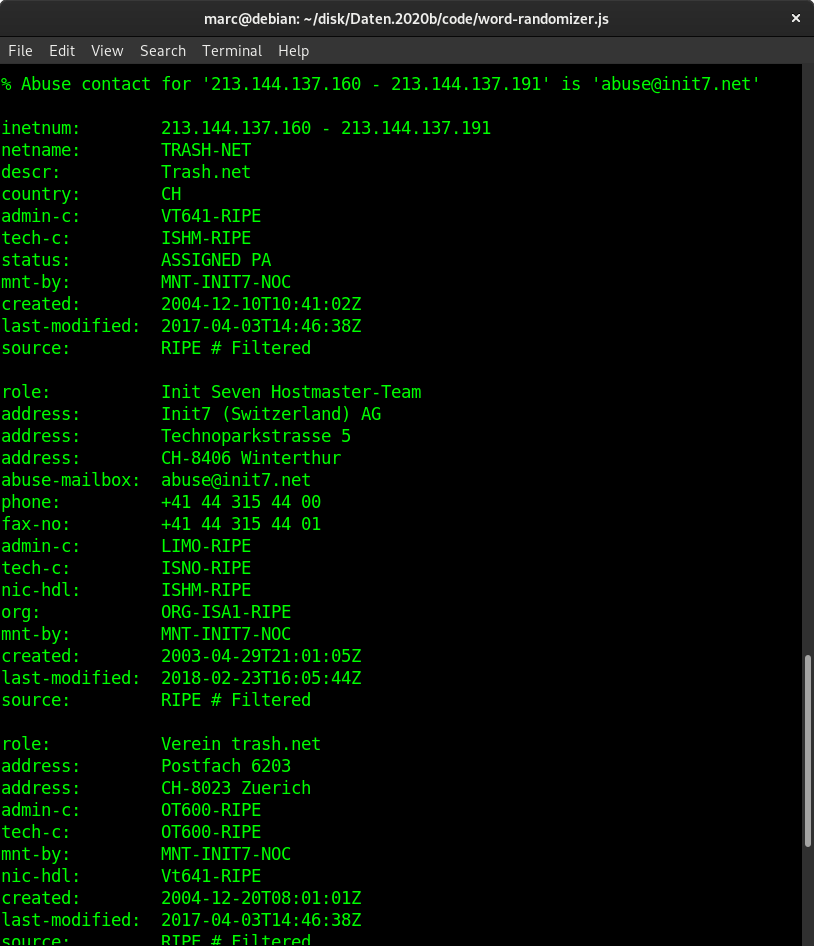 marc@debian: ~/disk/Daten.2020b/code/word-randomizer.js ×
File Edit View Search Terminal Help
% Abuse contact for '213.144.137.160 - 213.144.137.191' is 'abuse@init7.net'
inetnum: 213.144.137.160 - 213.144.137.191
netname: TRASH-NET
descr: Trash.net
country: CH
admin-c: VT641-RIPE
tech-c: ISHM-RIPE
status: ASSIGNED PA
mnt-by: MNT-INIT7-NOC
created: 2004-12-10T10:41:02Z
last-modified: 2017-04-03T14:46:38Z
source: RIPE # Filtered
role: Init Seven Hostmaster-Team
address: Init7 (Switzerland) AG
address: Technoparkstrasse 5
address: CH-8406 Winterthur
abuse-mailbox: abuse@init7.net
phone: +41 44 315 44 00
fax-no: +41 44 315 44 01
admin-c: LIMO-RIPE
tech-c: ISNO-RIPE
nic-hdl: ISHM-RIPE
org: ORG-ISA1-RIPE
mnt-by: MNT-INIT7-NOC
created: 2003-04-29T21:01:05Z
last-modified: 2018-02-23T16:05:44Z
source: RIPE # Filtered
role: Verein trash.net
address: Postfach 6203
address: CH-8023 Zuerich
admin-c: OT600-RIPE
tech-c: OT600-RIPE
mnt-by: MNT-INIT7-NOC
nic-hdl: Vt641-RIPE
created: 2004-12-20T08:01:01Z
last-modified: 2017-04-03T14:46:38Z
source: RIPE # Filtered